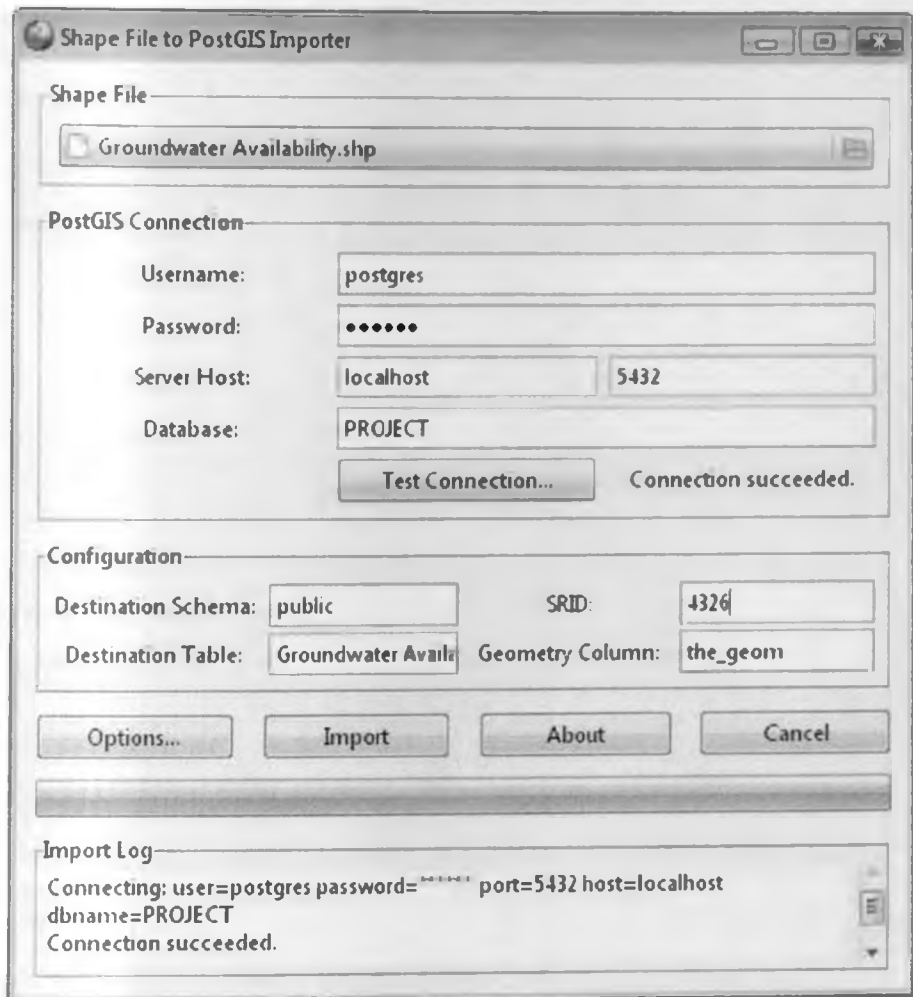 Shape File to PostGIS Importer
Shape File
Groundwater Availability.shp
PostGIS Connection
Username: postgres
Password: ••••••
Server Host: localhost 5432
Database: PROJECT
Test Connection... Connection succeeded.
Configuration
Destination Schema: public SRID: 4326
Destination Table: Groundwater Availa Geometry Column: the_geom
Options... Import About Cancel
Import Log
Connecting: user=postgres password=****** port=5432 host=localhost
dbname=PROJECT
Connection succeeded.